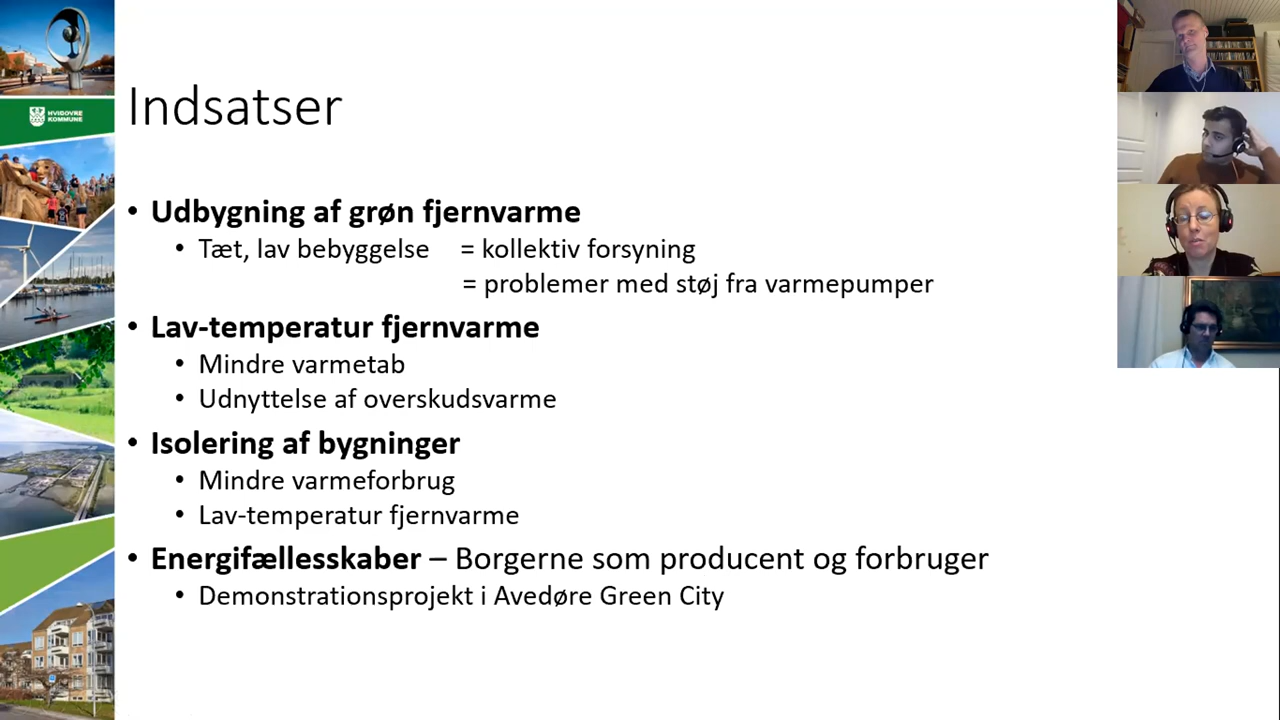 HVIDOVRE
KOMMUNE
Indsatser
• Udbygning af grøn fjernvarme
• Tæt, lav bebyggelse = kollektiv forsyning
= problemer med støj fra varmepumper
• Lav-temperatur fjernvarme
• Mindre varmetab
• Udnyttelse af overskudsvarme
• Isolering af bygninger
• Mindre varmeforbrug
• Lav-temperatur fjernvarme
• Energifællesskaber – Borgerne som producent og forbruger
• Demonstrationsprojekt i Avedøre Green City